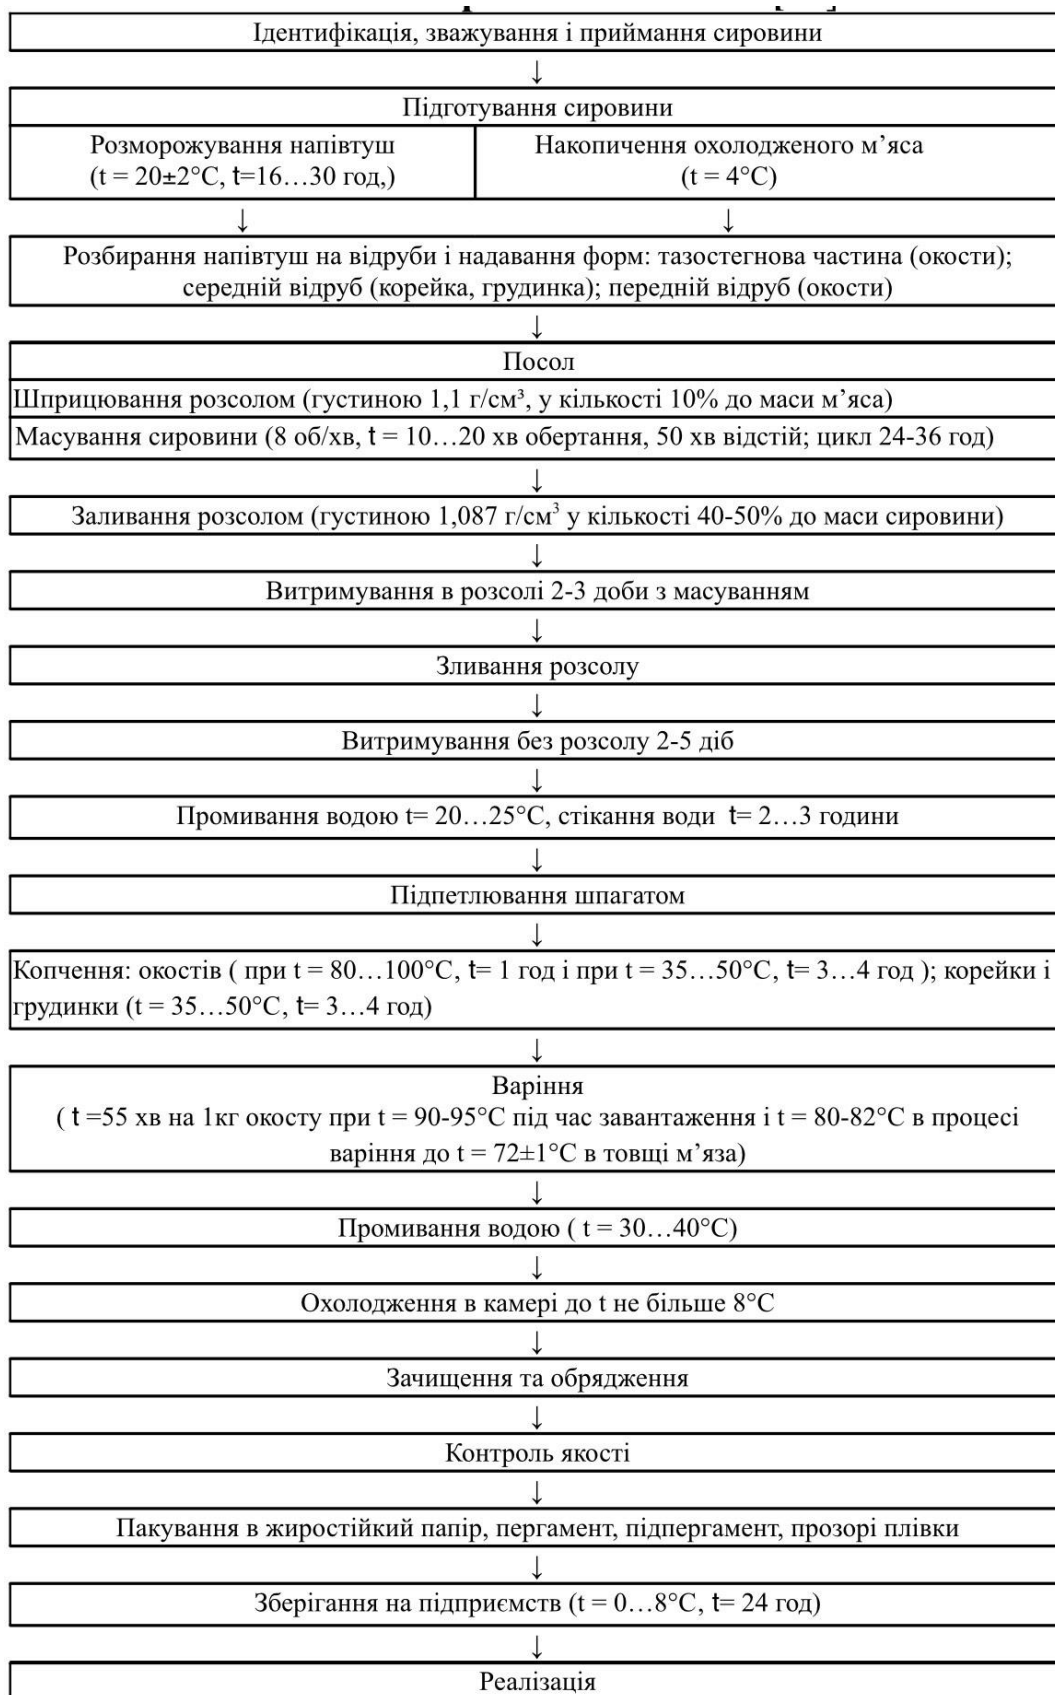 Ідентифікація, зважування і приймання сировини
↓
Підготування сировини
Розморожування напівтуш
(t = 20±2°C, t=16…30 год,)
Накопичення охолодженого м’яса
(t = 4°C)
↓ ↓
Розбирання напівтуш на відруби і надавання форм: тазостегнова частина (окости);
середній відруб (корейка, грудинка); передній відруб (окости)
↓
Посол
Шприцювання розсолом (густиною 1,1 г/см³, у кількості 10% до маси м’яса)
Масування сировини (8 об/хв, t = 10…20 хв обертання, 50 хв відстій; цикл 24-36 год)
↓
Заливання розсолом (густиною 1,087 г/см³ у кількості 40-50% до маси сировини)
↓
Витримування в розсолі 2-3 доби з масуванням
↓
Зливання розсолу
↓
Витримування без розсолу 2-5 діб
↓
Промивання водою t= 20…25°C, стікання води t= 2…3 години
↓
Підпетлювання шпагатом
↓
Копчення: окостів ( при t = 80…100°C, t= 1 год і при t = 35…50°C, t= 3…4 год ); корейки і
грудинки (t = 35…50°C, t= 3…4 год)
↓
Варіння
( t =55 хв на 1кг окосту при t = 90-95°C під час завантаження і t = 80-82°C в процесі
варіння до t = 72±1°C в товщі м’яза)
↓
Промивання водою ( t = 30…40°C)
↓
Охолодження в камері до t не більше 8°C
↓
Зачищення та обрядження
↓
Контроль якості
↓
Пакування в жиростійкий папір, пергамент, підпергамент, прозорі плівки
↓
Зберігання на підприємств (t = 0…8°C, t= 24 год)
↓
Реалізація